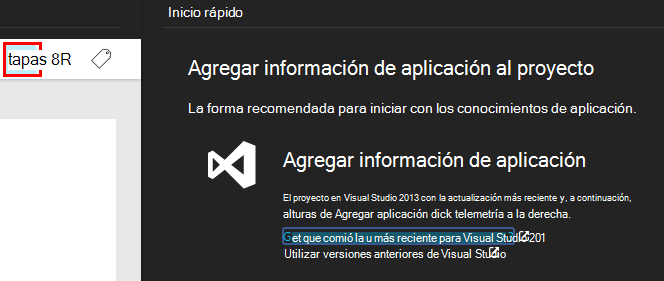 Inicio rápido
tapas 8R
Agregar información de aplicación al proyecto
La forma recomendada para iniciar con los conocimientos de aplicación.
Agregar información de aplicación
El proyecto en Visual Studio 2013 con la actualización más reciente y, a continuación,
alturas de Agregar aplicación dick telemetría a la derecha.
Get que comió la u más reciente para Visual Studio 201
Utilizar versiones anteriores de Visual Studio